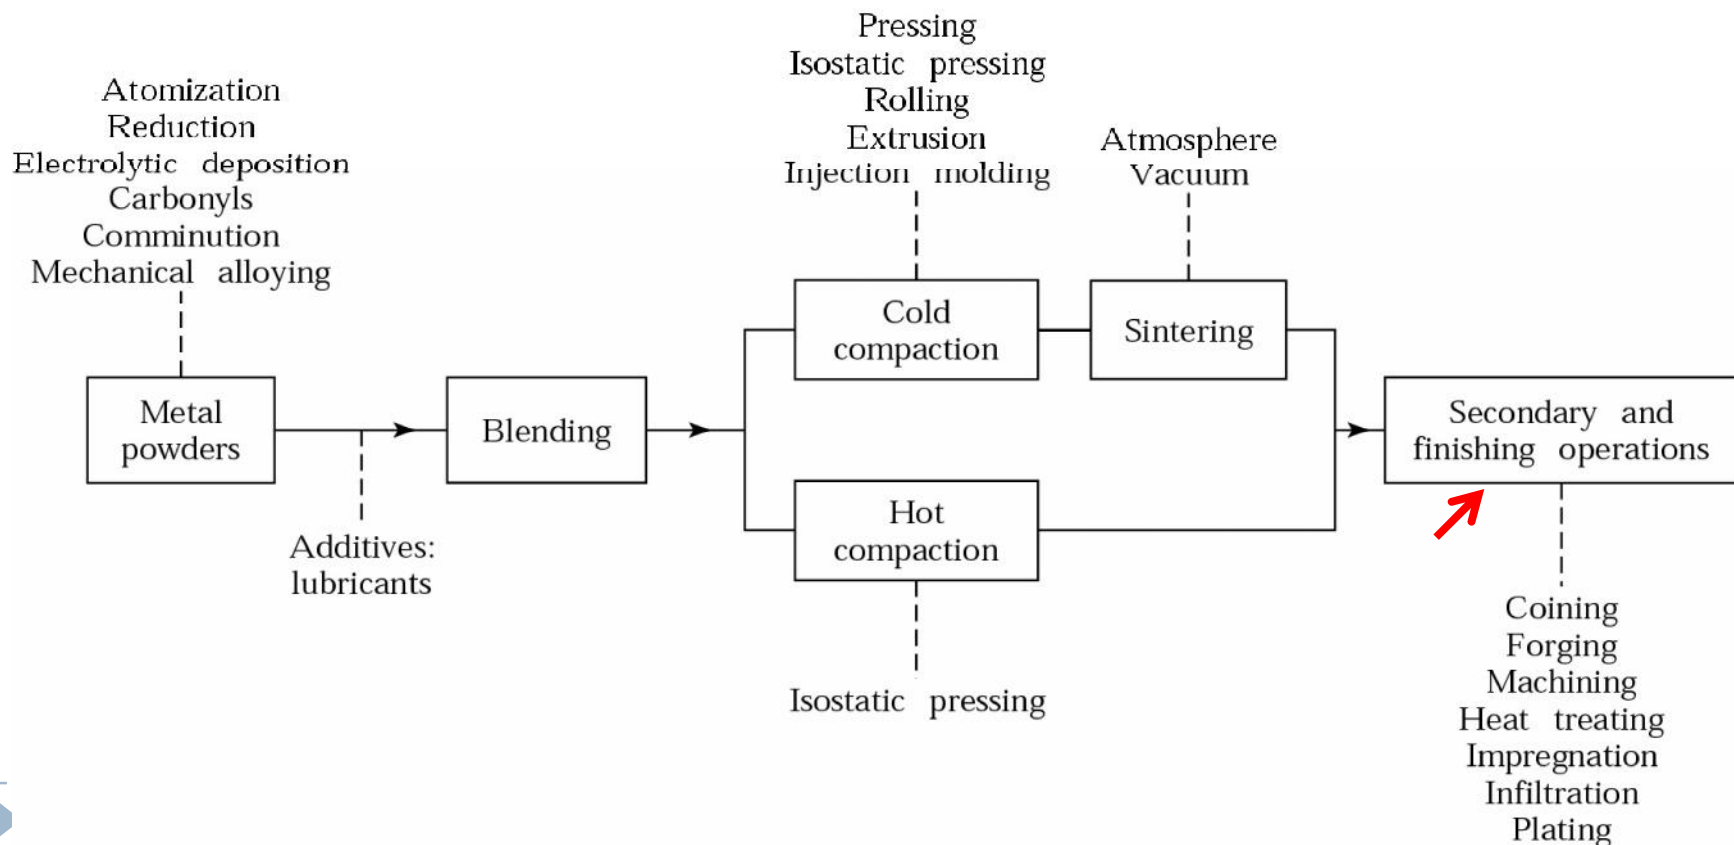 Atomization
Reduction
Electrolytic deposition
Carbonyls
Comminution
Mechanical alloying
Metal
powders
Additives:
lubricants
Blending
Pressing
Isostatic pressing
Rolling
Extrusion
Injection molding
Cold
compaction
Atmosphere
Vacuum
Sintering
Hot
compaction
Isostatic pressing
Secondary and
finishing operations
Coining
Forging
Machining
Heat treating
Impregnation
Infiltration
Plating